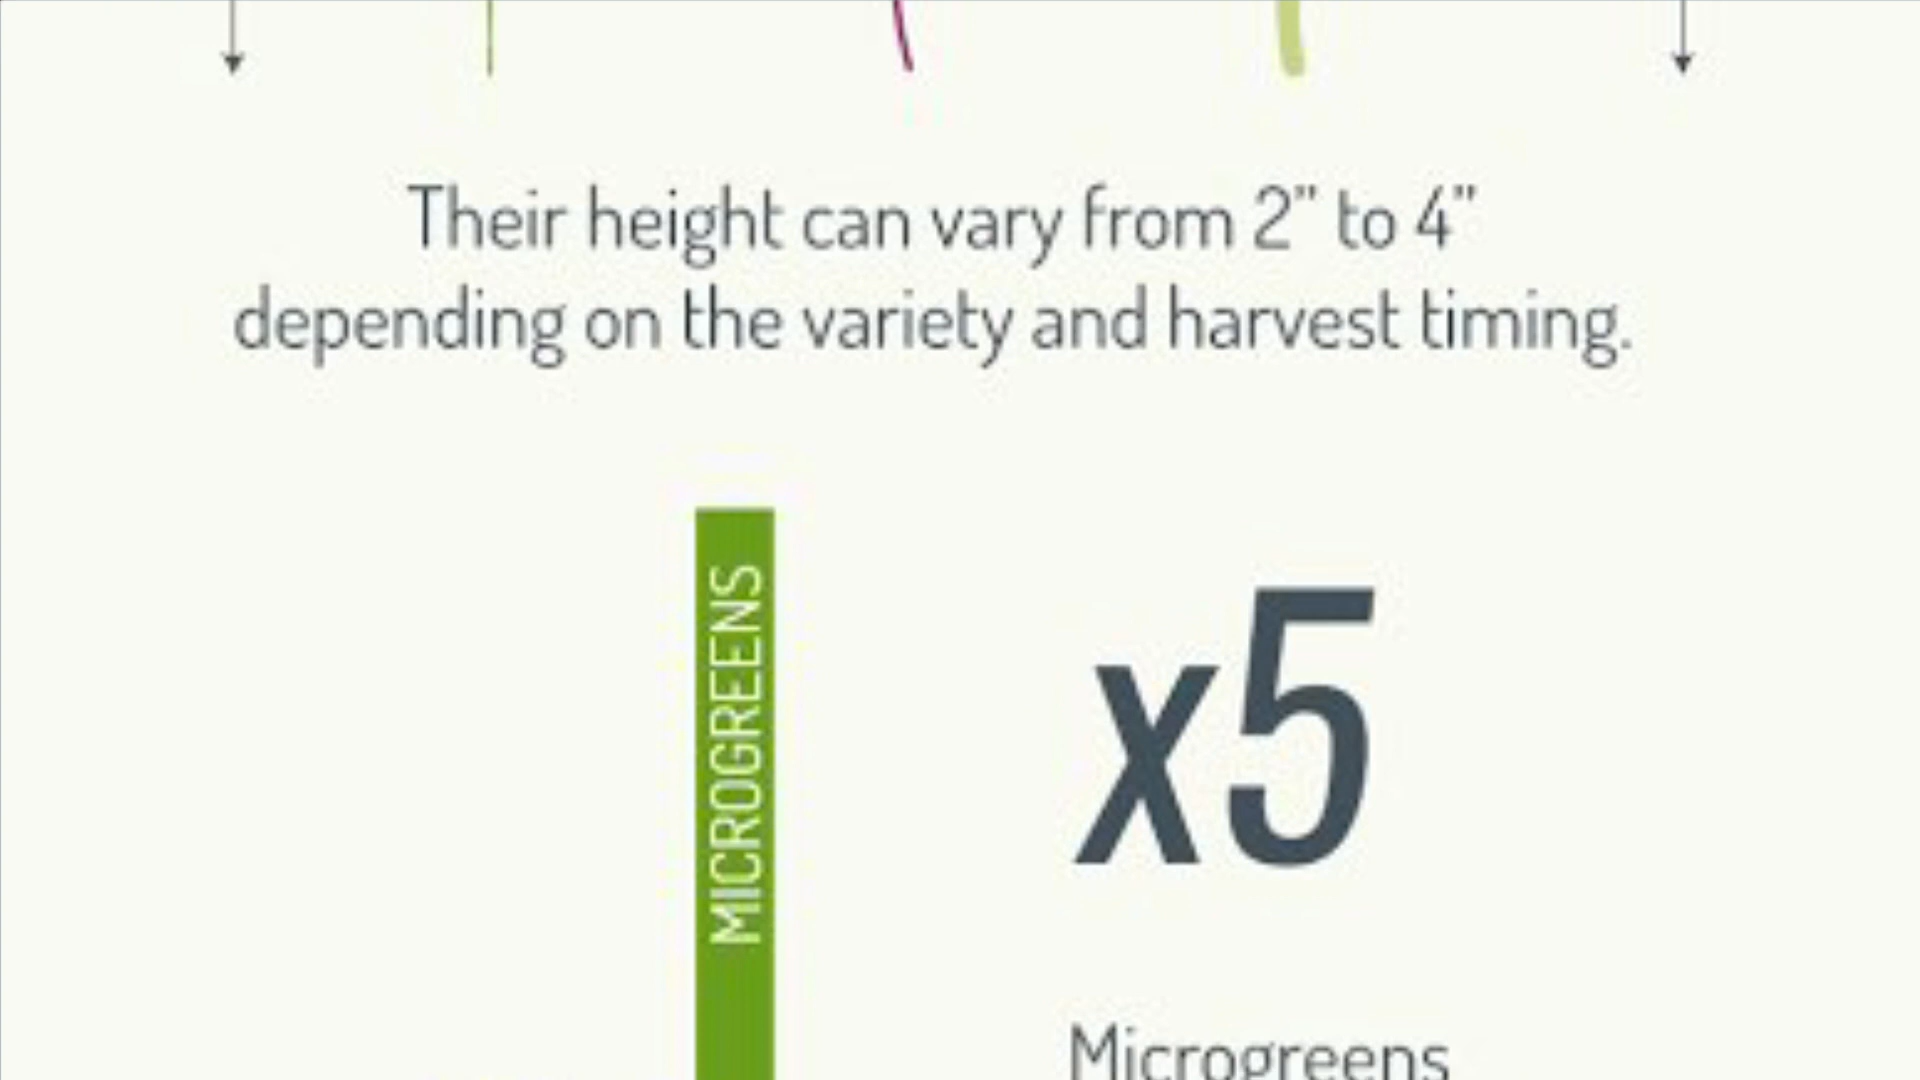 Their height can vary from 2” to 4”
depending on the variety and harvest timing.
MICROGREENS
x5
Microgreens